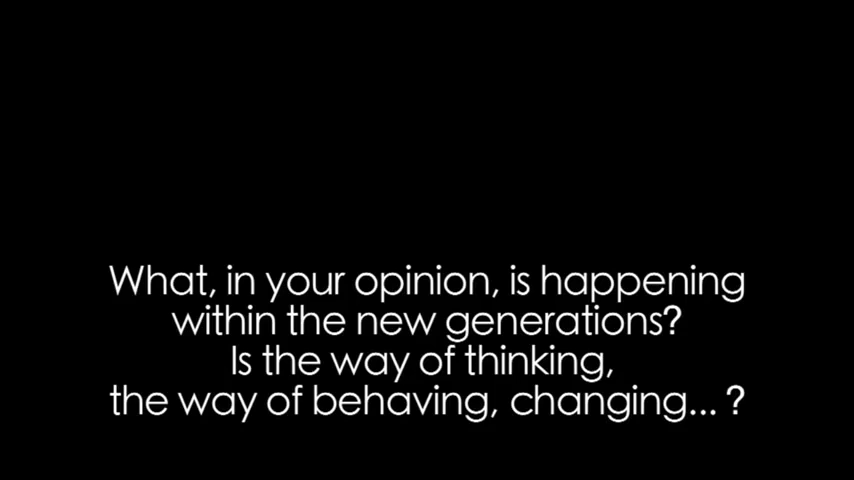 What, in your opinion, is happening
within the new generations?
Is the way of thinking,
the way of behaving, changing... ?